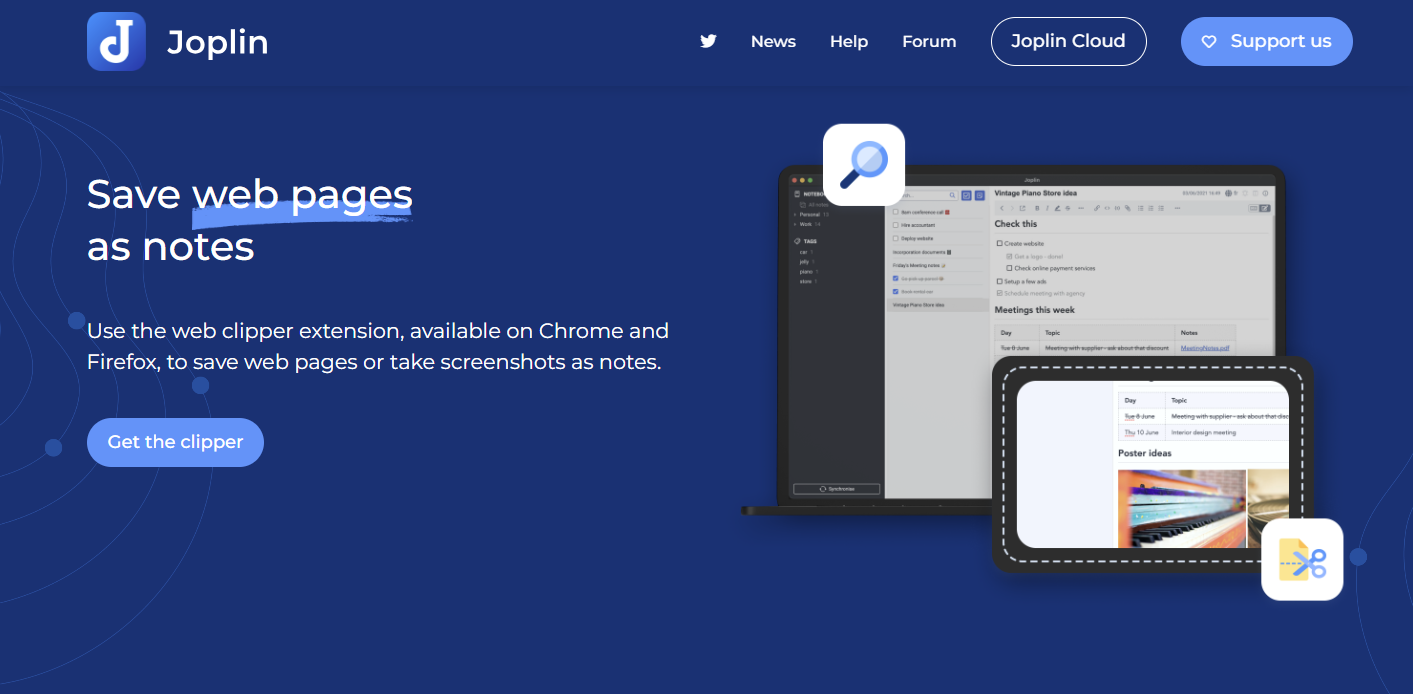 Joplin
News
Help
Forum
Joplin Cloud
Support us
Save web pages
as notes
Use the web clipper extension, available on Chrome and
Firefox, to save web pages or take screenshots as notes.
Get the clipper
Joplin
NOTEBO
All notes
Personal 13
Work 14
TAGS
car
jelly
piano
store
Synchronise
Item conference call
Hire accountant
Deploy website
Incorporation documents
Friday's Meeting notes
Go pick up piano!
Book rental car
Vintage Piano Store idea
Vintage Piano Store idea
Check this
Create website
Get a logo - done!
Check online payment services
Setup a few ads
Schedule meeting with agency
Meetings this week
Day Topic Notes
Tue 8 June Meeting with supplier - ask about that discount MeetingNotes.pdf
Day Topic
Tue 8 June Meeting with supplier - ask about that disc
Thu 10 June Interior design meeting
Poster ideas